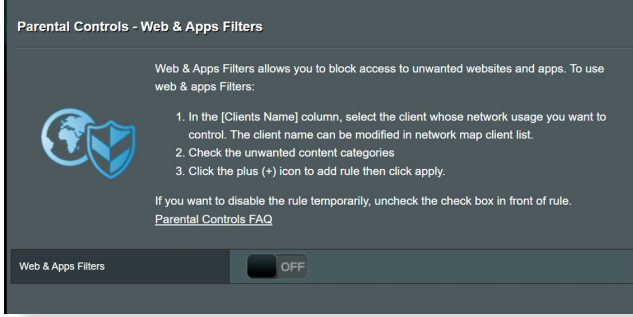 Parental Controls - Web & Apps Filters
Web & Apps Filters allows you to block access to unwanted websites and apps. To use
web & apps Filters:
1. In the [Clients Name] column, select the client whose network usage you want to
control. The client name can be modified in network map client list.
2. Check the unwanted content categories
3. Click the plus (+) icon to add rule then click apply.
If you want to disable the rule temporarily, uncheck the check box in front of rule.
Parental Controls FAQ
Web & Apps Filters
OFF